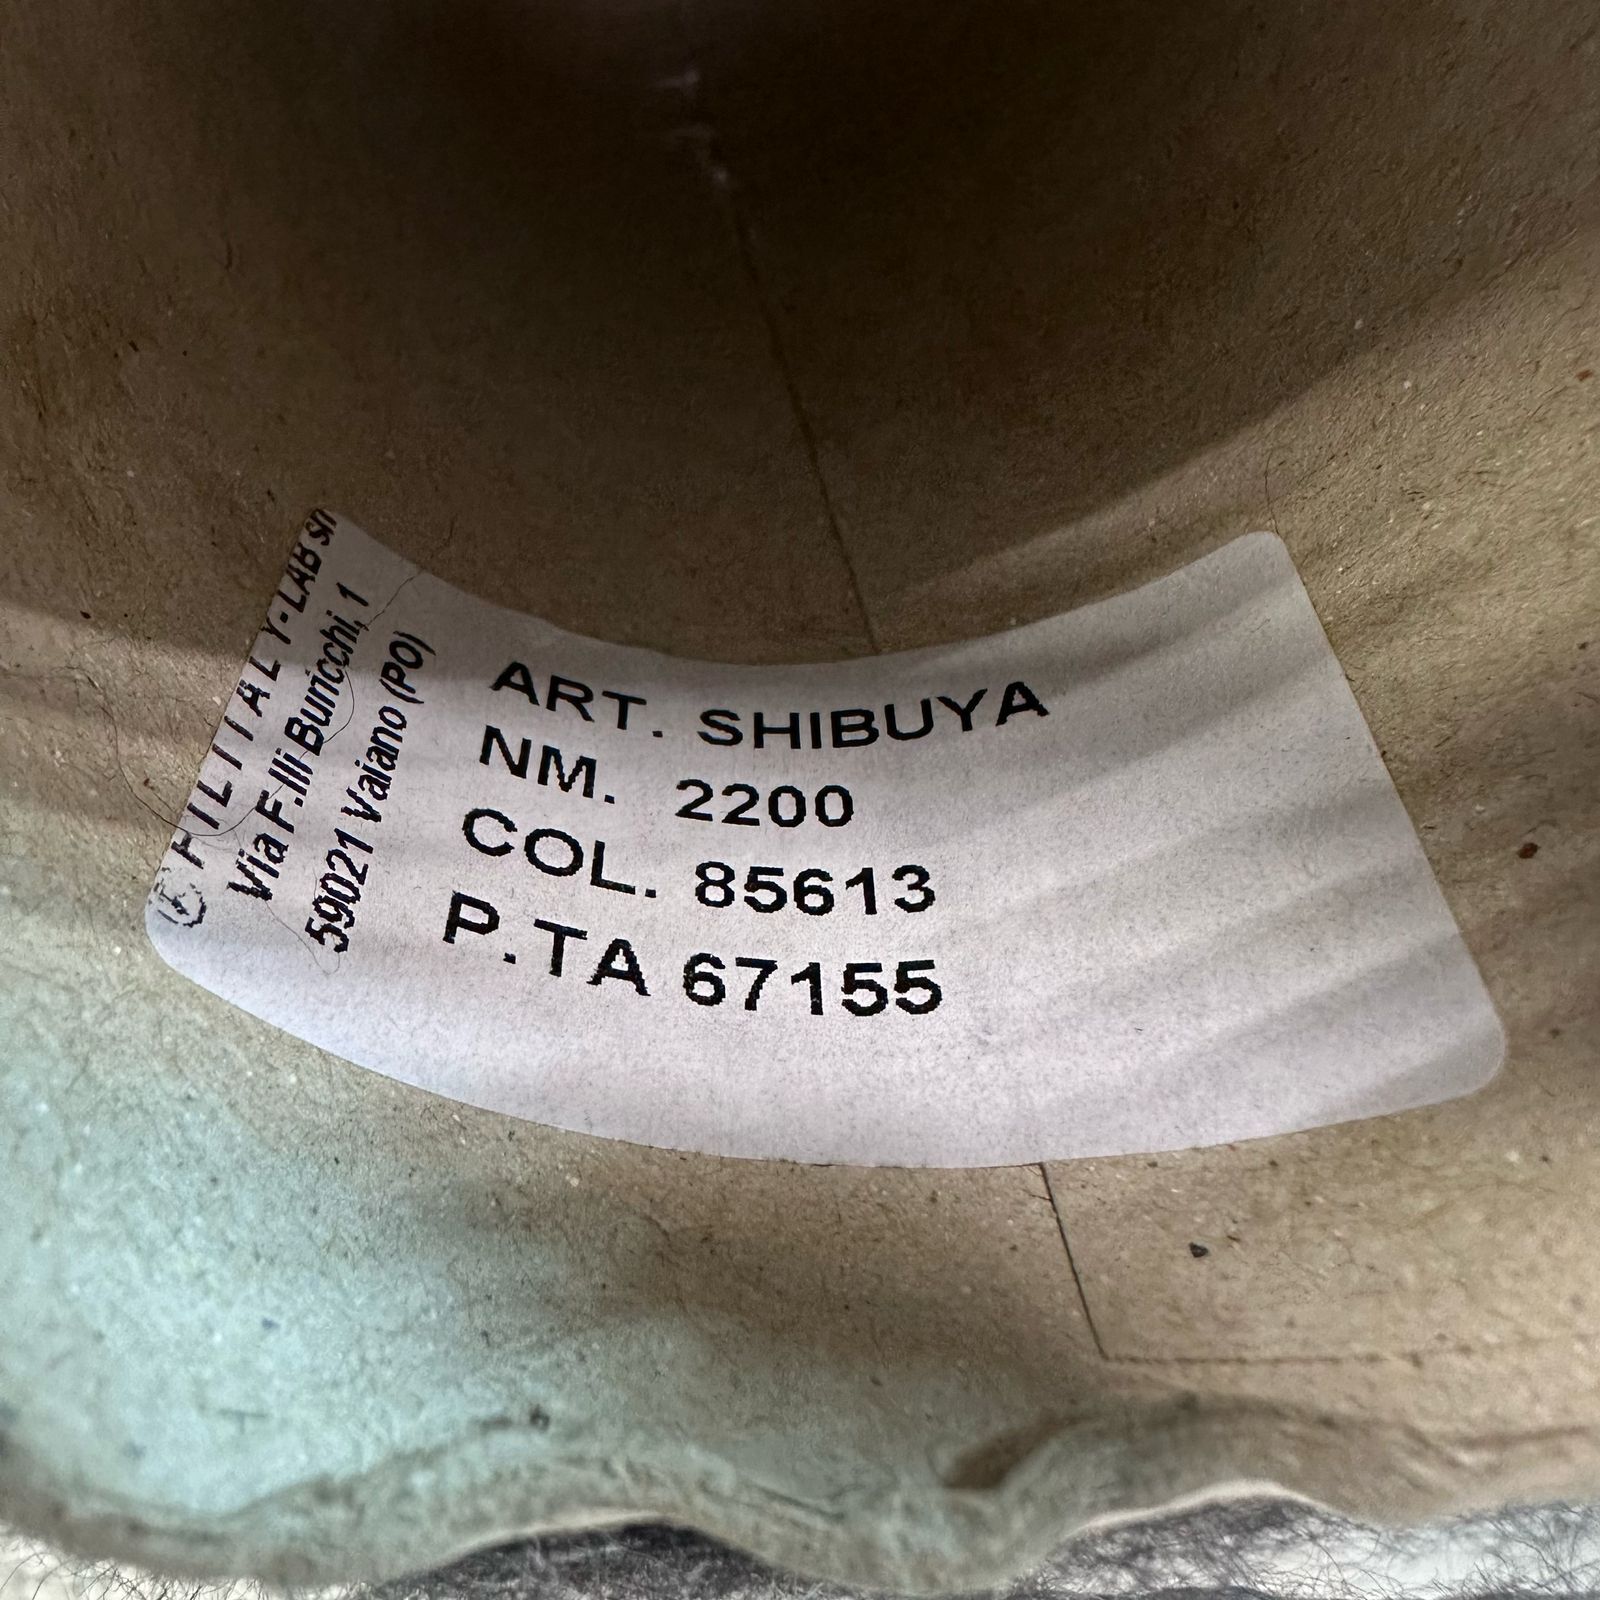 FILITALY-LAB srl
Via F.lli Buricchi, 1
59021 Vaiano (PO)
ART. SHIBUYA
NM. 2200
COL. 85613
P.TA 67155